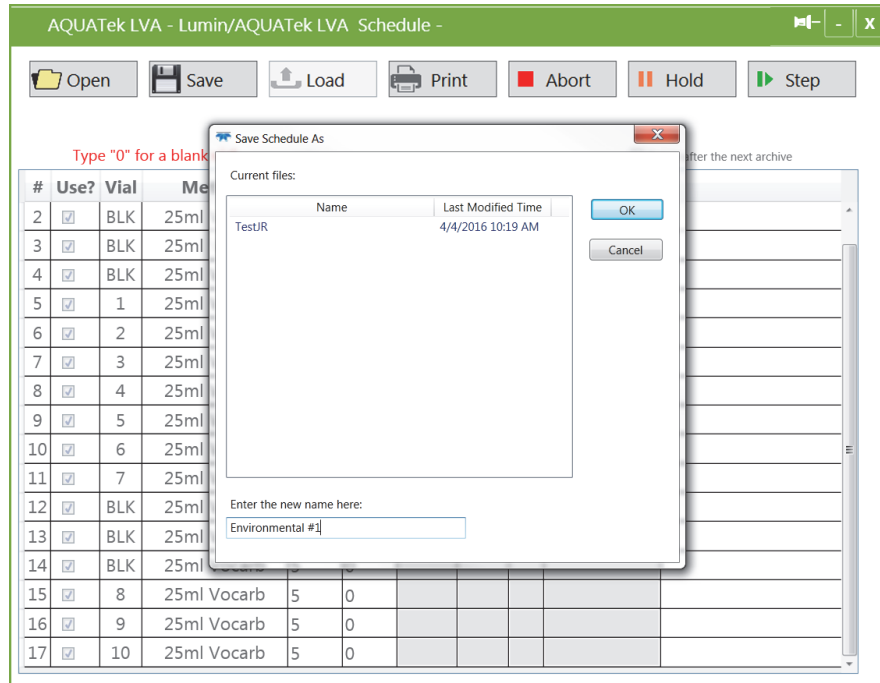 AQUATek LVA - Lumin/AQUATek LVA Schedule -
- X
Open Save Load Print Abort Hold Step
Type "0" for a blank
after the next archive
Save Schedule As
X
Current files:
Name Last Modified Time
TestJR 4/4/2016 10:19 AM
OK
Cancel
Enter the new name here:
Environmental #1
# Use? Vial Me
2 BLK 25ml
3 BLK 25ml
4 BLK 25ml
5 1 25ml
6 2 25ml
7 3 25ml
8 4 25ml
9 5 25ml
10 6 25ml
11 7 25ml
12 BLK 25ml
13 BLK 25ml
14 BLK 25ml
15 8 25ml Vocarb 5 0
16 9 25ml Vocarb 5 0
17 10 25ml Vocarb 5 0